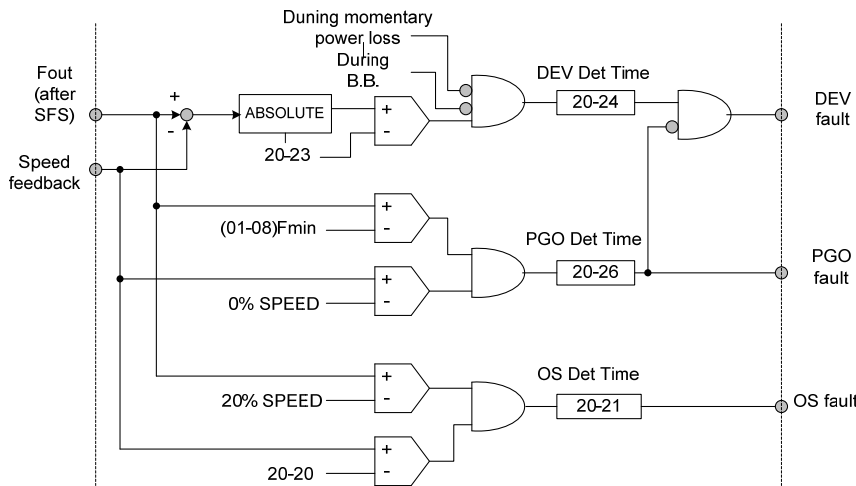 Duning momentary
power loss
During
B.B.
DEV Det Time
Fout
(after
SFS)
+
-
ABSOLUTE
+
-
20-24
DEV
fault
20-23
Speed
feedback
+
-
(01-08)Fmin
PGO Det Time
+
-
0% SPEED
20-26
PGO
fault
+
-
20% SPEED
OS Det Time
20-21
OS fault
+
-
20-20